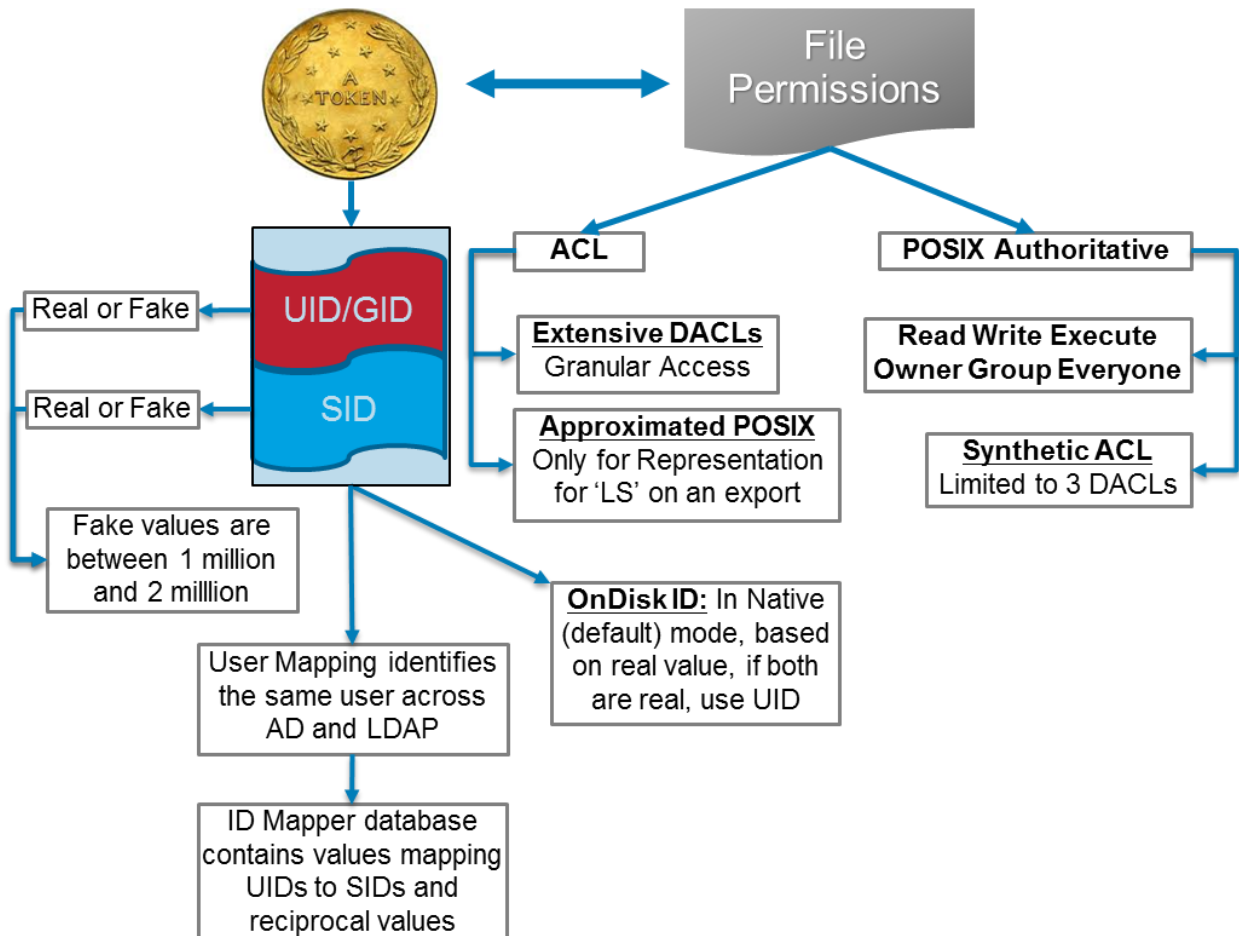 A
TOKEN
File
Permissions
UID/GID
SID
Real or Fake
Real or Fake
Fake values are
between 1 million
and 2 milllion
ACL
Extensive DACLs
Granular Access
Approximated POSIX
Only for Representation
for ‘LS’ on an export
POSIX Authoritative
Read Write Execute
Owner Group Everyone
Synthetic ACL
Limited to 3 DACLs
OnDisk ID: In Native
(default) mode, based
on real value, if both
are real, use UID
User Mapping identifies
the same user across
AD and LDAP
ID Mapper database
contains values mapping
UIDs to SIDs and
reciprocal values